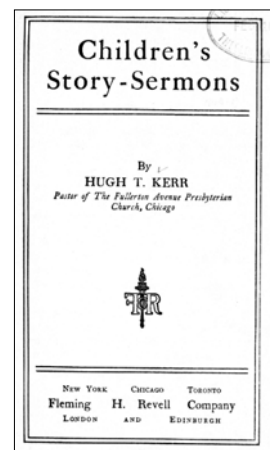 Children's
Story-Sermons
By
HUGH T. KERR
Pastor of The Fullerton Avenue Presbyterian
Church, Chicago
FHR
New York Chicago Toronto
Fleming H. Revell Company
London and Edinburgh